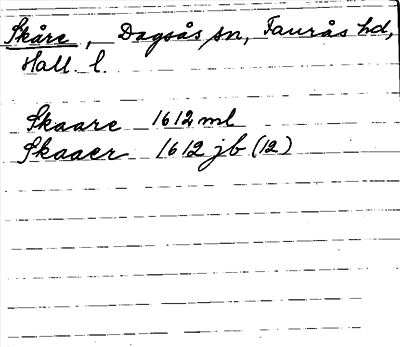 Skåre, Dagsås sn, Faurås hd,
Hall. l.
Skaare 1612 ml
Skaaer 1612 jb (12)